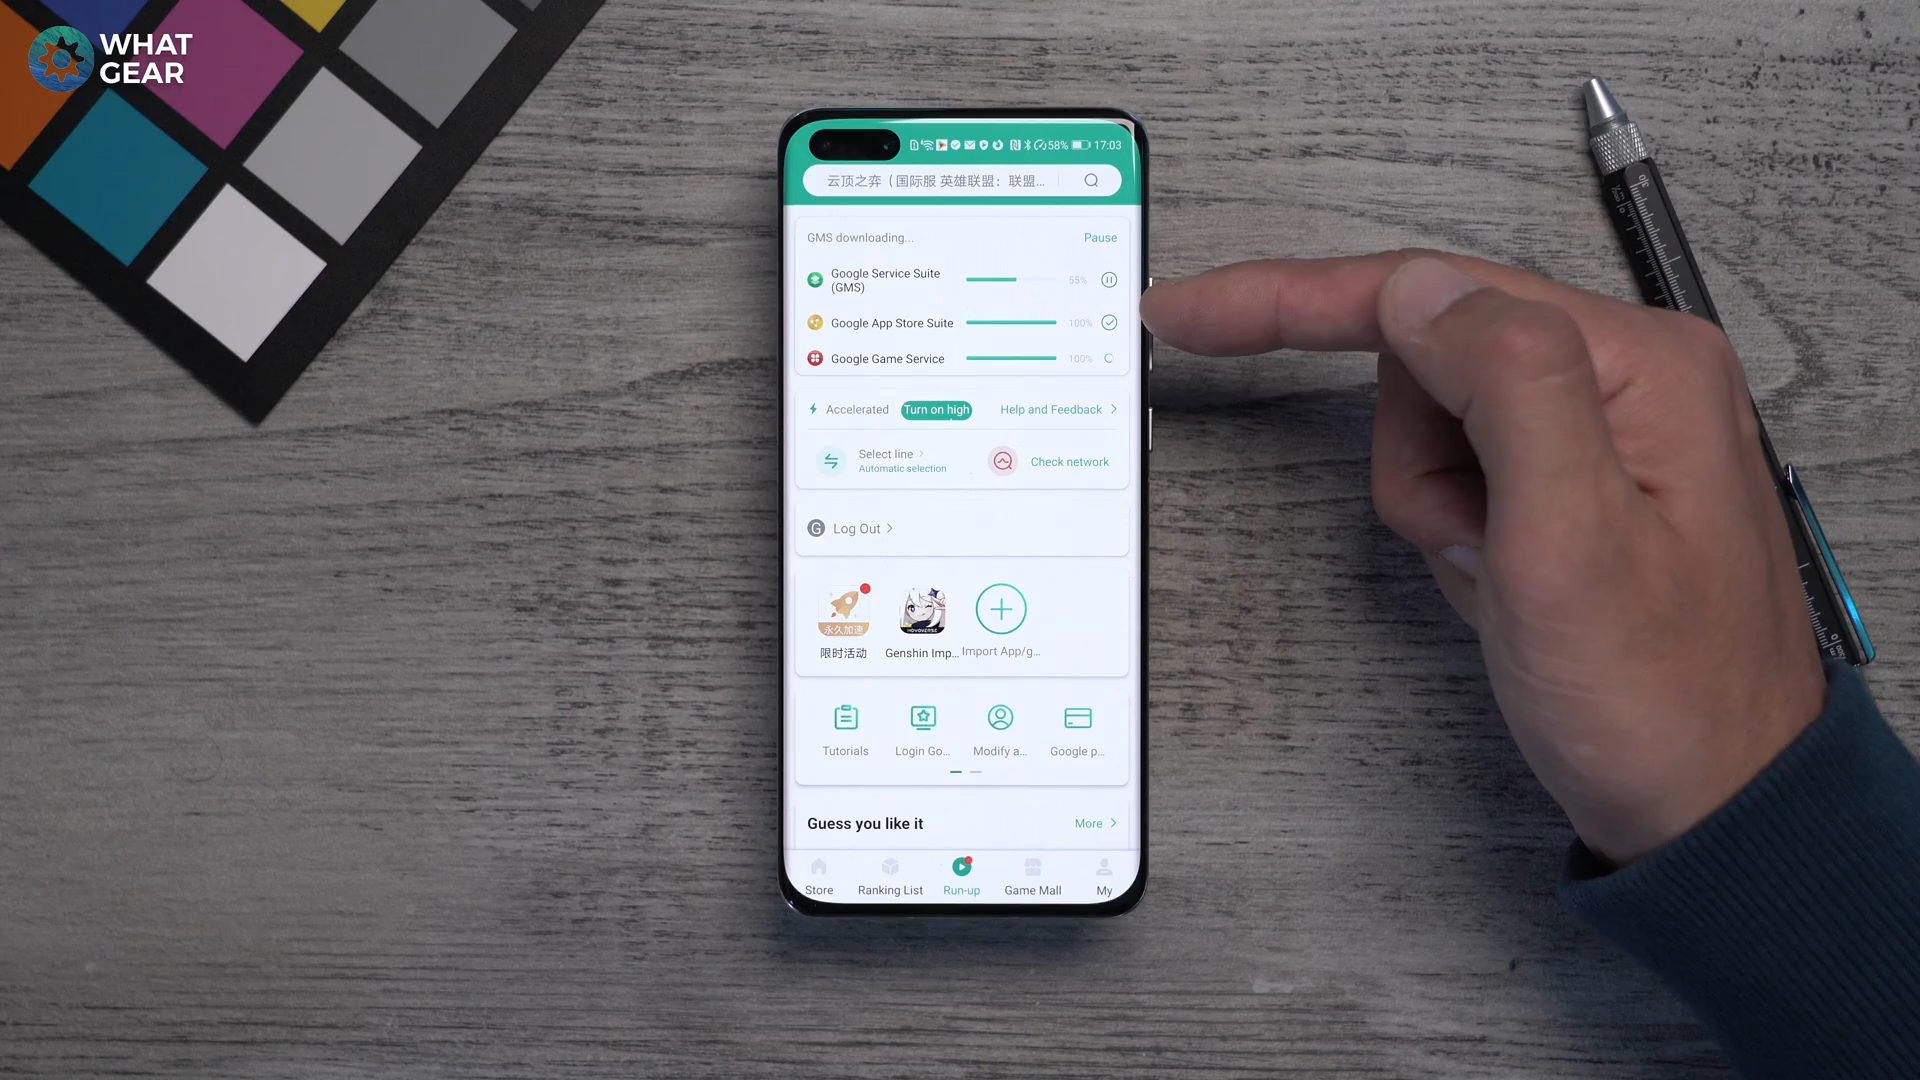 WHAT
GEAR
58% 17:03
云顶之弈（国际服 英雄联盟：联盟...
GMS downloading... Pause
Google Service Suite
(GMS)
55%
Google App Store Suite 100%
Google Game Service 100%
Accelerated Turn on high Help and Feedback
Select line
Automatic selection
Check network
G Log Out
永久加速
HOYOVERSE
限时活动 Genshin Imp... Import App/g...
Tutorials Login Go... Modify a... Google p...
Guess you like it More
Store Ranking List Run-up Game Mall My